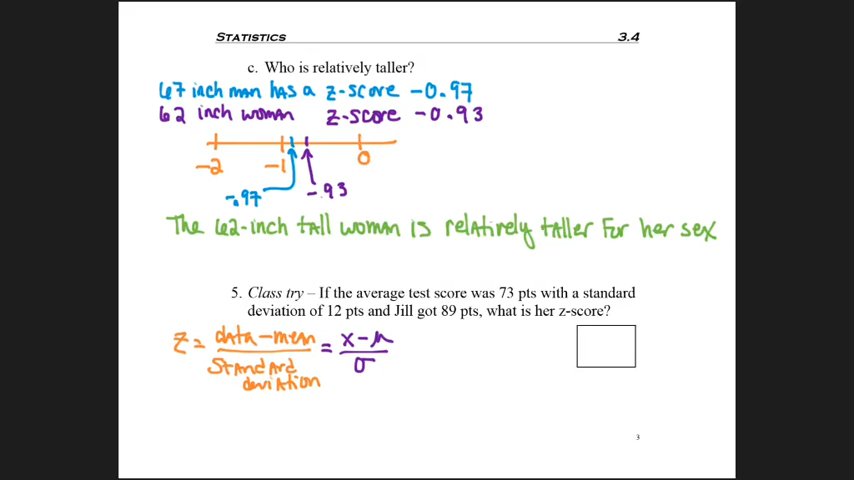 STATISTICS 3.4
c. Who is relatively taller?
67 inch man has a z-score -0.97
62 inch woman z-score -0.93
-2 -1 0
-.97 -.93
The 62-inch tall woman is relatively taller for her sex
5. Class try – If the average test score was 73 pts with a standard
deviation of 12 pts and Jill got 89 pts, what is her z-score?
z = data - mean / standard deviation = x - μ / σ
3